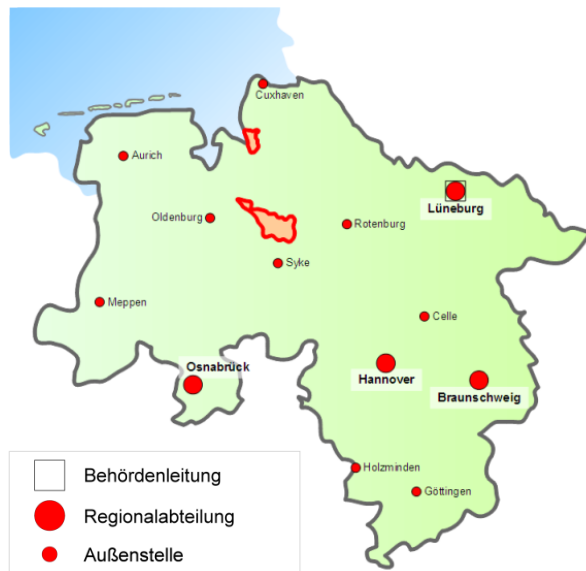 Cuxhaven
Aurich
Lüneburg
Oldenburg
Rotenburg
Syke
Meppen
Celle
Osnabrück
Hannover
Braunschweig
Holzminden
Göttingen
Behördenleitung
Regionalabteilung
Außenstelle